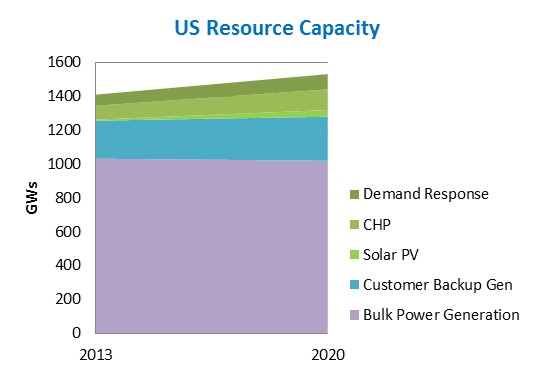 US Resource Capacity
1600
1400
1200
1000
800
600
400
200
0
GWs
2013
2020
Demand Response
CHP
Solar PV
Customer Backup Gen
Bulk Power Generation